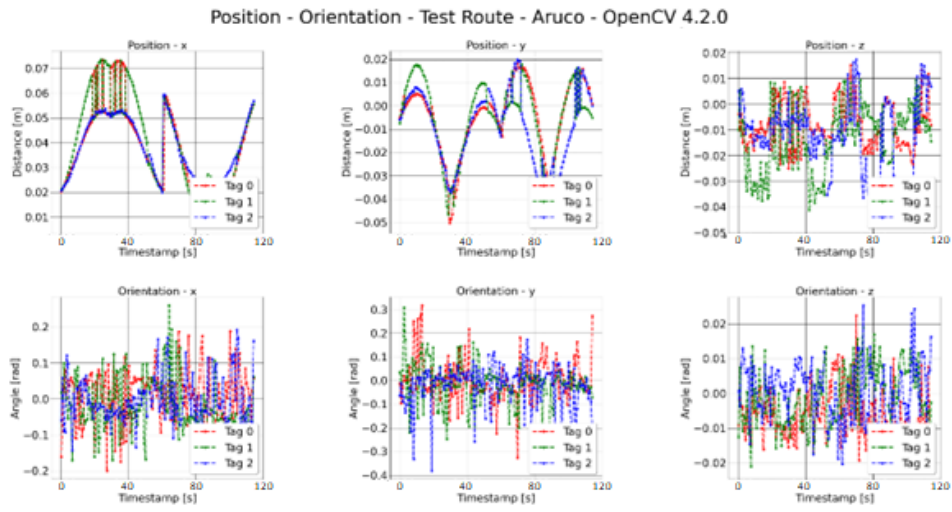 Position - Orientation - Test Route - Aruco - OpenCV 4.2.0
Position - x
Distance [m]
0.07
0.06
0.05
0.04
0.03
0.02
0.01
Tag 0
Tag 1
Tag 2
0 40 80 120
Timestamp [s]
Position - y
Distance [m]
0.02
0.01
0.00
−0.01
−0.02
−0.03
−0.04
−0.05
Tag 0
Tag 1
Tag 2
0 40 80 120
Timestamp [s]
Position - z
Distance [m]
0.02
0.01
0.00
−0.01
−0.02
−0.03
−0.04
−0.05
Tag 0
Tag 1
Tag 2
0 40 80 120
Timestamp [s]
Orientation - x
Angle [rad]
0.2
0.1
0.0
−0.1
−0.2
Tag 0
Tag 1
Tag 2
0 40 80 120
Timestamp [s]
Orientation - y
Angle [rad]
0.3
0.2
0.1
0.0
−0.1
−0.2
−0.3
−0.4
Tag 0
Tag 1
Tag 2
0 40 80 120
Timestamp [s]
Orientation - z
Angle [rad]
0.02
0.01
0.00
−0.01
−0.02
Tag 0
Tag 1
Tag 2
0 40 80 120
Timestamp [s]